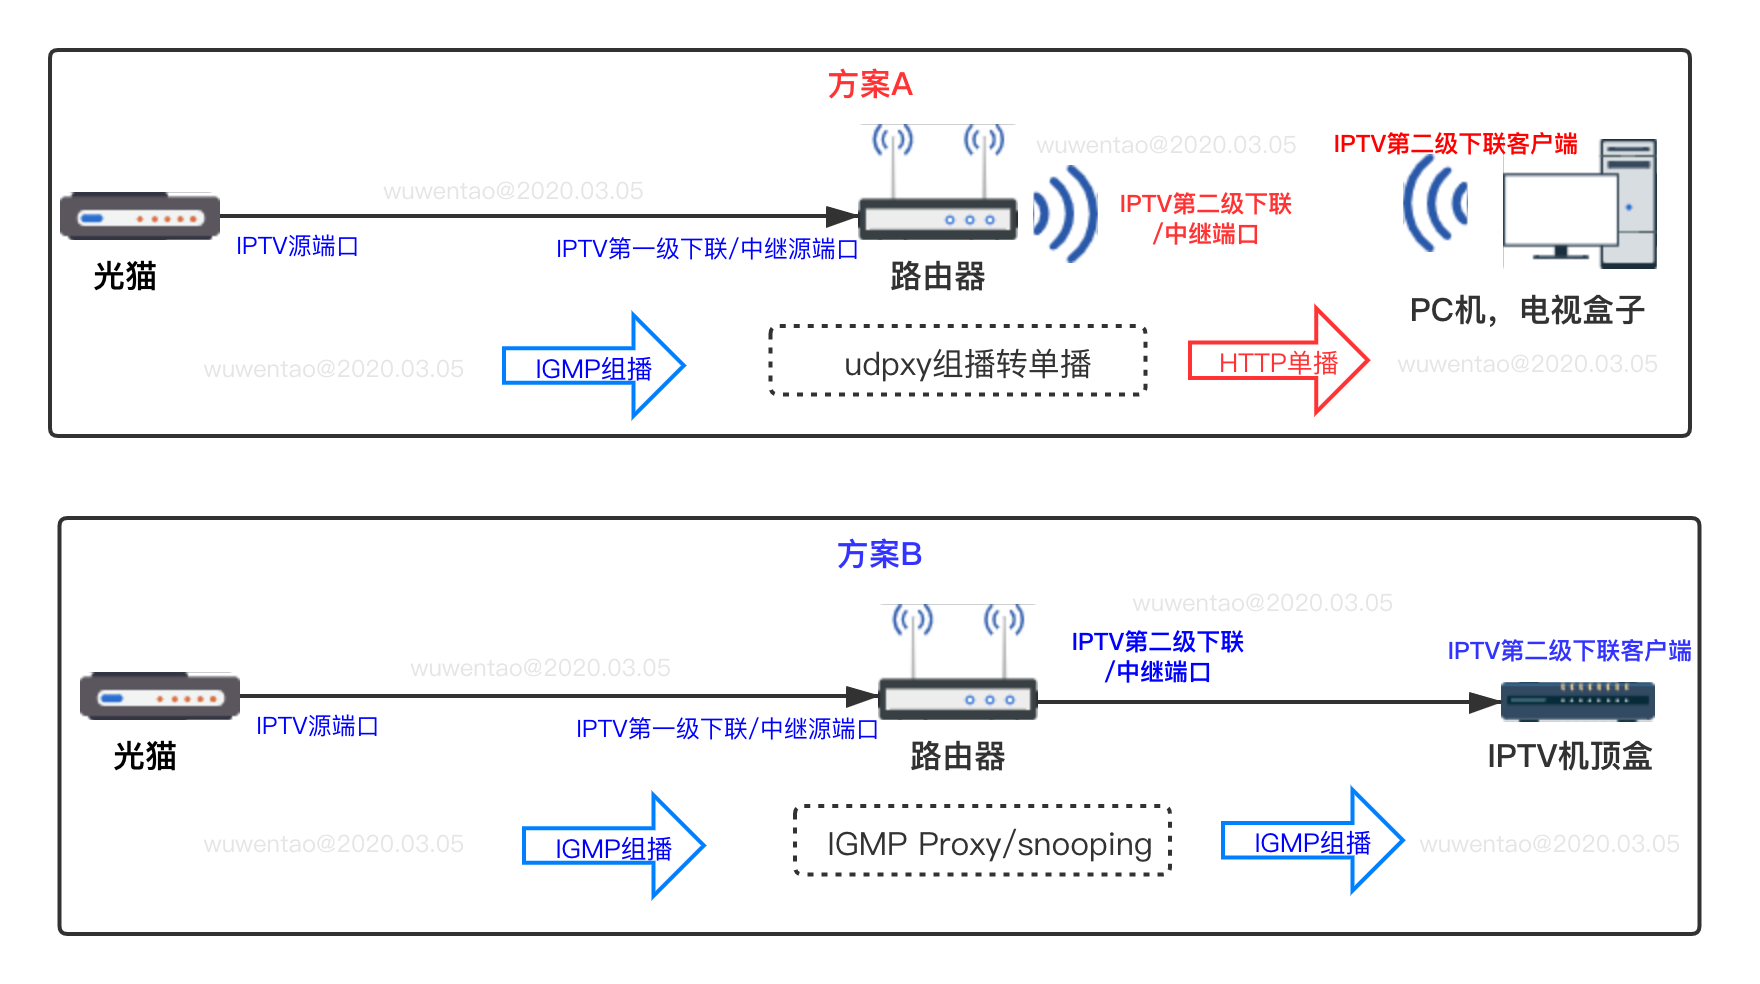 方案A
wuwentao@2020.03.05
IPTV第二级下联客户端
wuwentao@2020.03.05
IPTV第二级下联
/中继端口
IPTV源端口
IPTV第一级下联/中继源端口
光猫
路由器
PC机，电视盒子
wuwentao@2020.03.05
IGMP组播
udpxy组播转单播
HTTP单播
wuwentao@2020.03.05
方案B
wuwentao@2020.03.05
IPTV第二级下联
/中继端口
IPTV第二级下联客户端
wuwentao@2020.03.05
IPTV源端口
IPTV第一级下联/中继源端口
光猫
路由器
IPTV机顶盒
wuwentao@2020.03.05
IGMP组播
IGMP Proxy/snooping
IGMP组播
wuwentao@2020.03.05